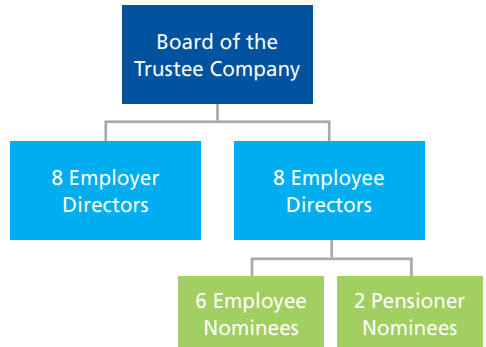 Board of the
Trustee Company
8 Employer
Directors
8 Employee
Directors
6 Employee
Nominees
2 Pensioner
Nominees